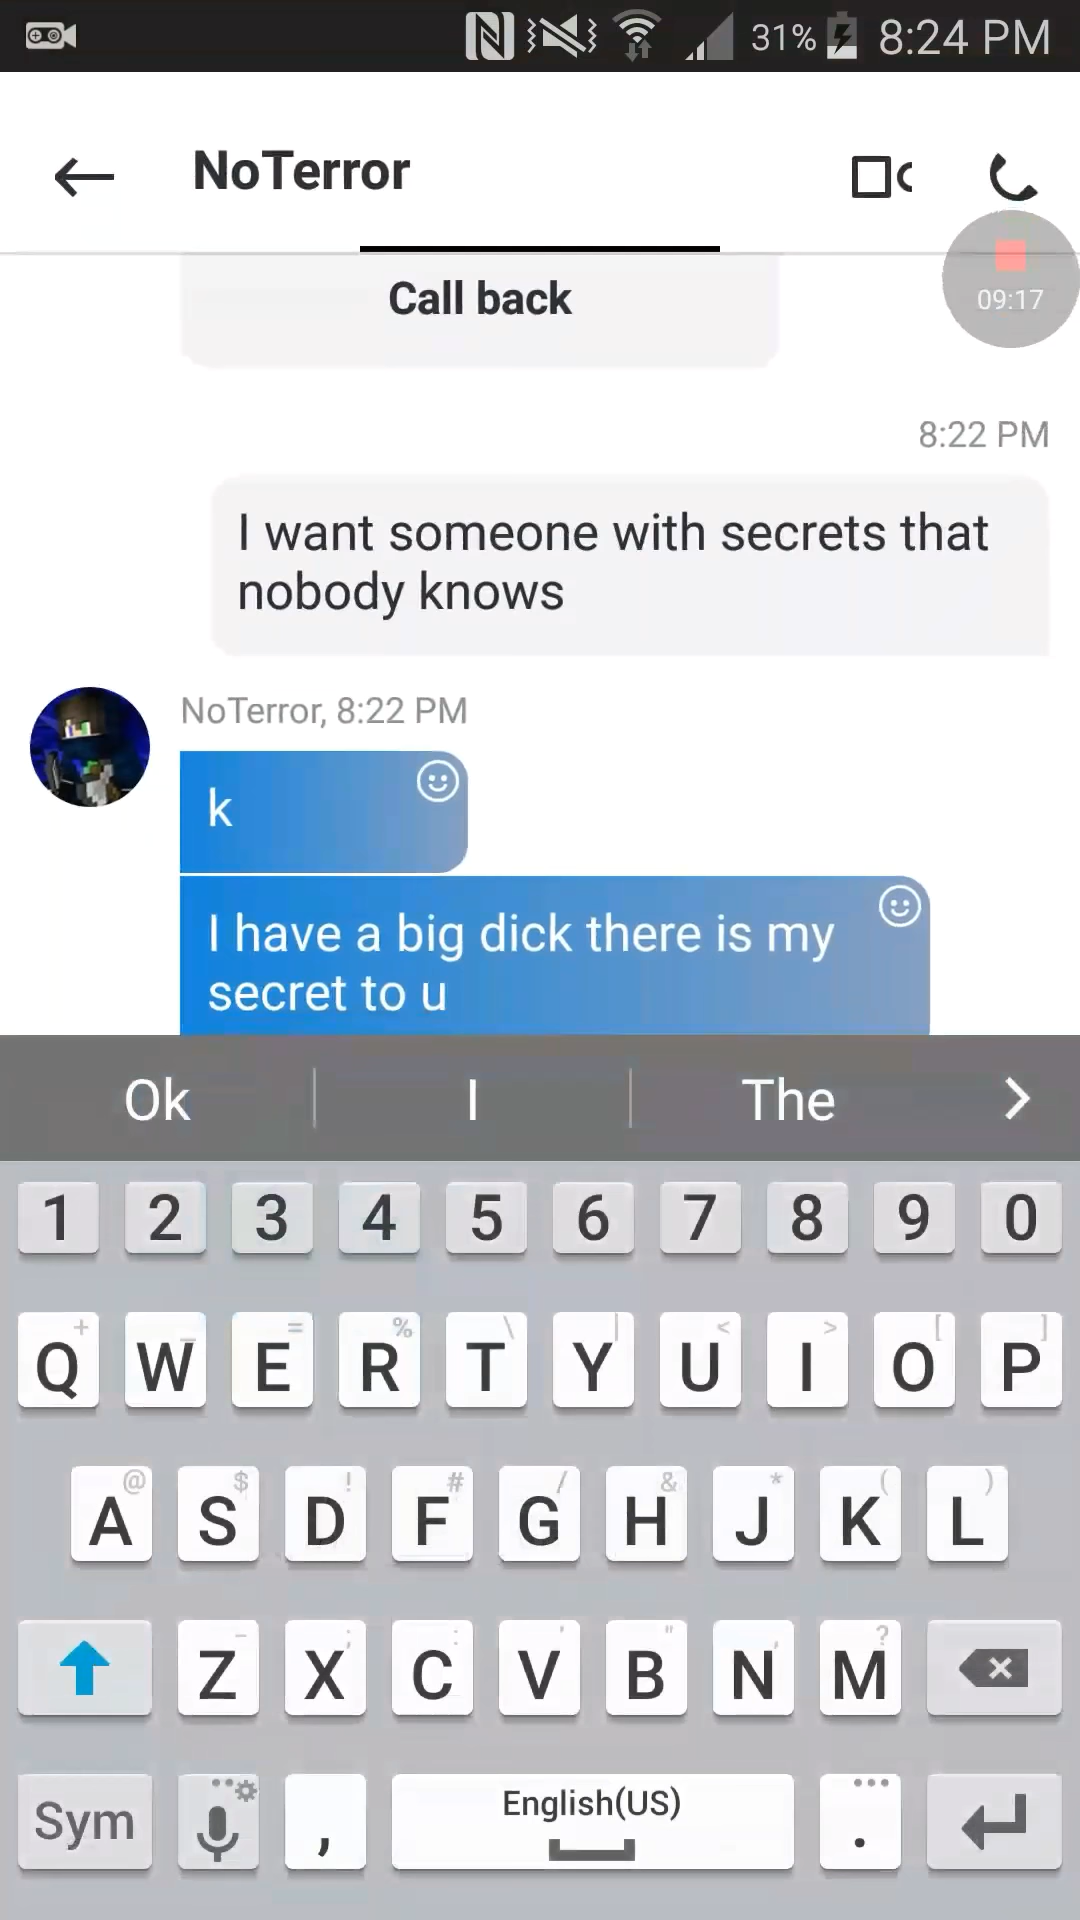 31% 8:24 PM
NoTerror
Call back
09:17
8:22 PM
I want someone with secrets that
nobody knows
NoTerror, 8:22 PM
k
I have a big dick there is my
secret to u
Ok I The
1 2 3 4 5 6 7 8 9 0
+ _ = % \ | < > [ ]
Q W E R T Y U I O P
@ $ ! # / & * ( )
A S D F G H J K L
- ; : ' " , ?
Z X C V B N M
Sym , English(US) .